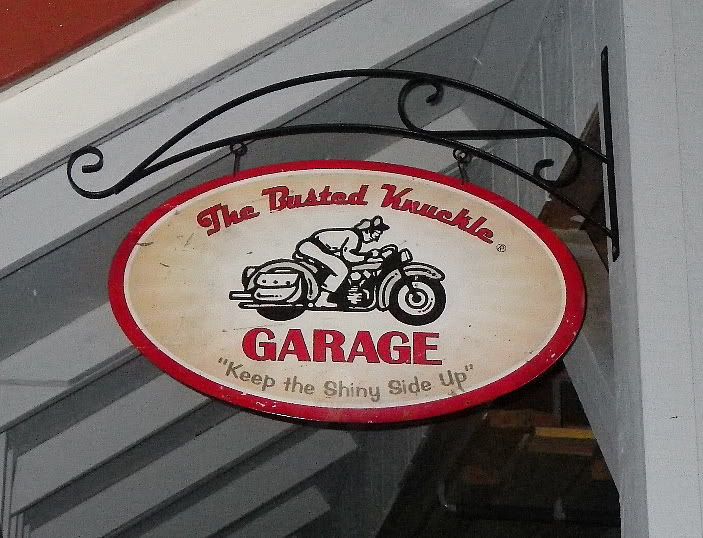 The Busted Knuckle®
GARAGE
"Keep the Shiny Side Up"